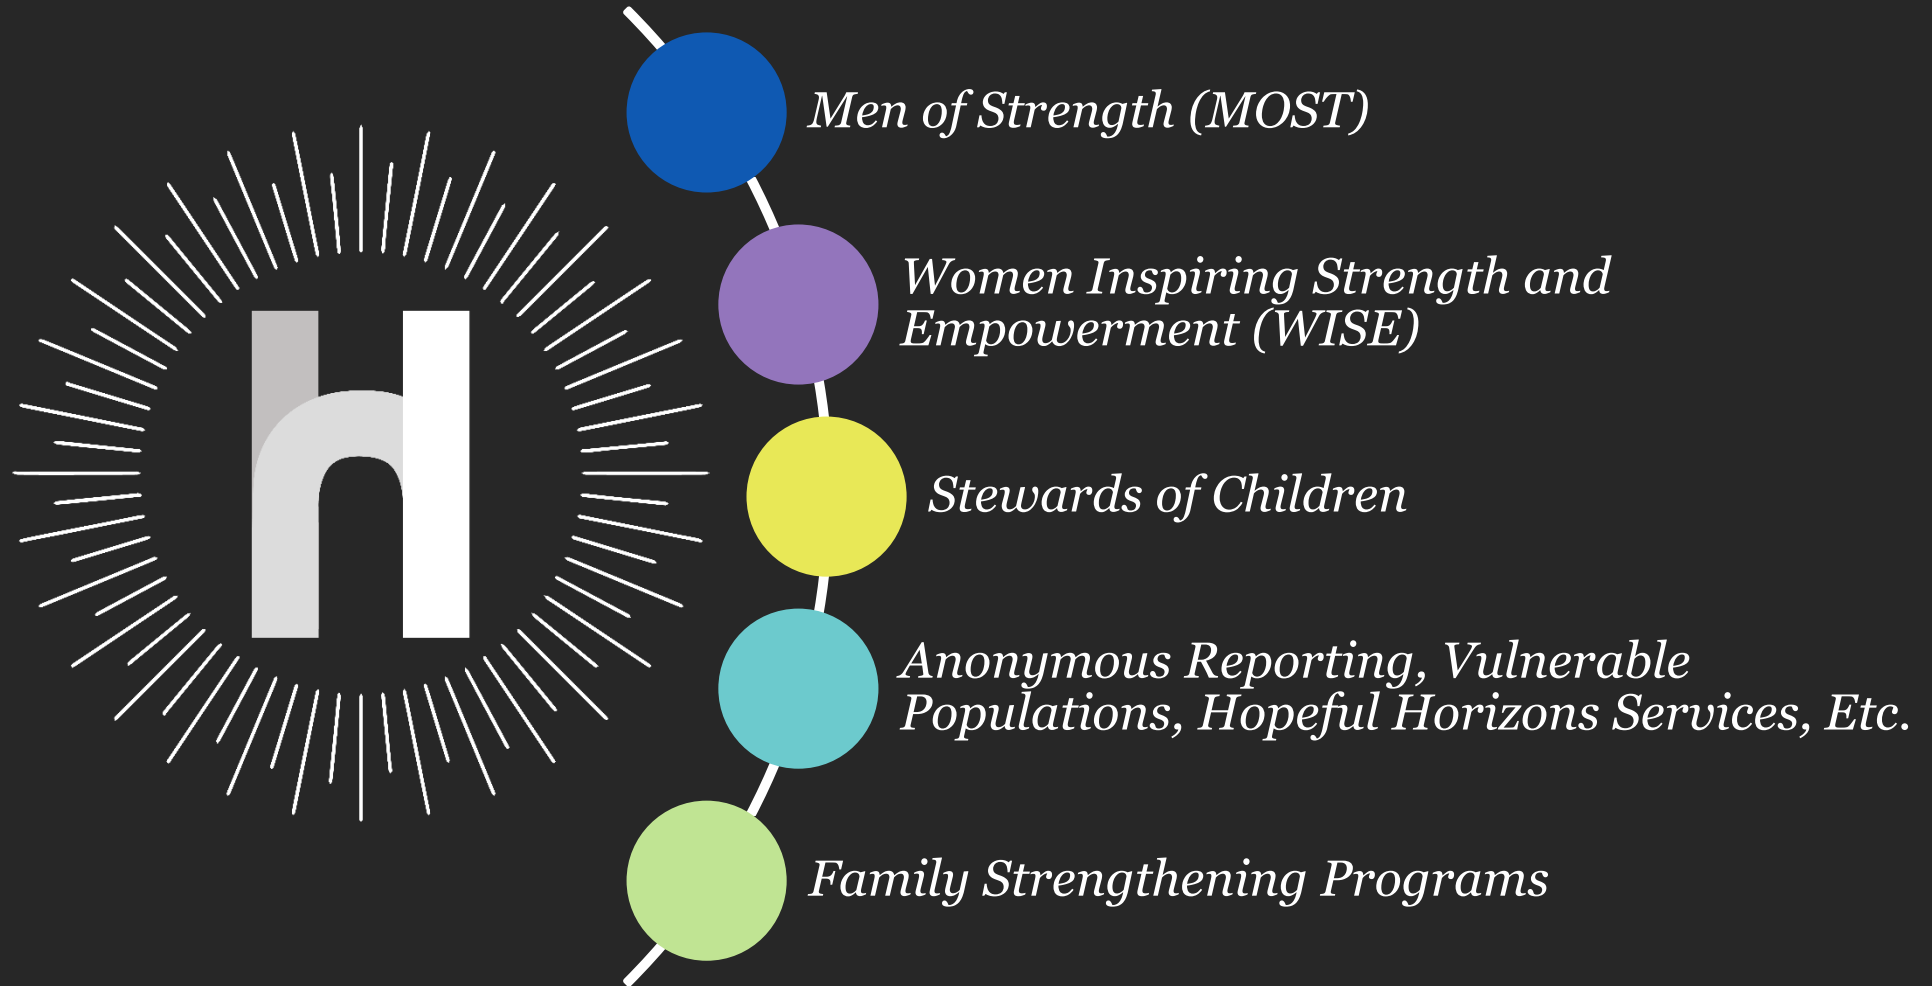 Men of Strength (MOST)
Women Inspiring Strength and
Empowerment (WISE)
Stewards of Children
Anonymous Reporting, Vulnerable
Populations, Hopeful Horizons Services, Etc.
Family Strengthening Programs